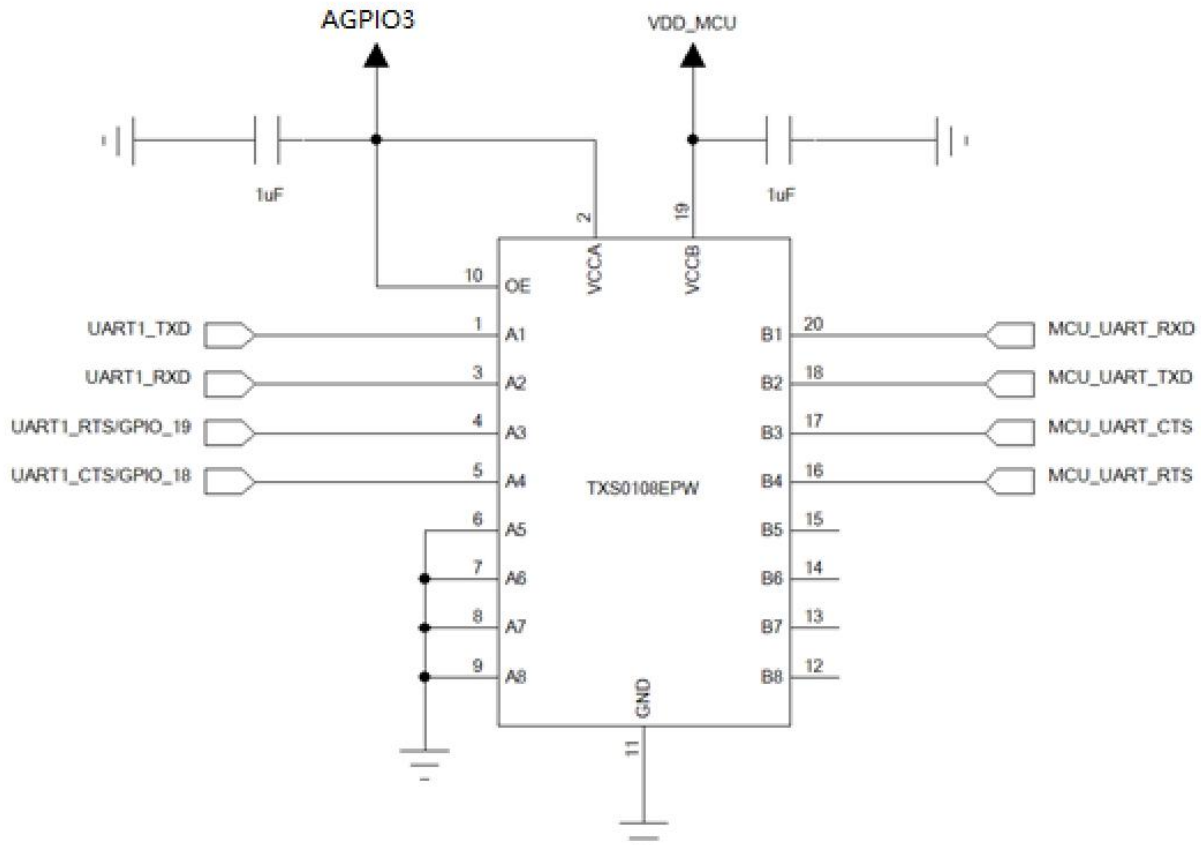 AGPIO3
VDD_MCU
1uF
1uF
2
19
VCCA
VCCB
10
OE
UART1_TXD
1
A1
B1
20
MCU_UART_RXD
UART1_RXD
3
A2
B2
18
MCU_UART_TXD
UART1_RTS/GPIO_19
4
A3
B3
17
MCU_UART_CTS
UART1_CTS/GPIO_18
5
A4
TXS0108EPW
B4
16
MCU_UART_RTS
6
A5
B5
15
7
A6
B6
14
8
A7
B7
13
9
A8
B8
12
GND
11